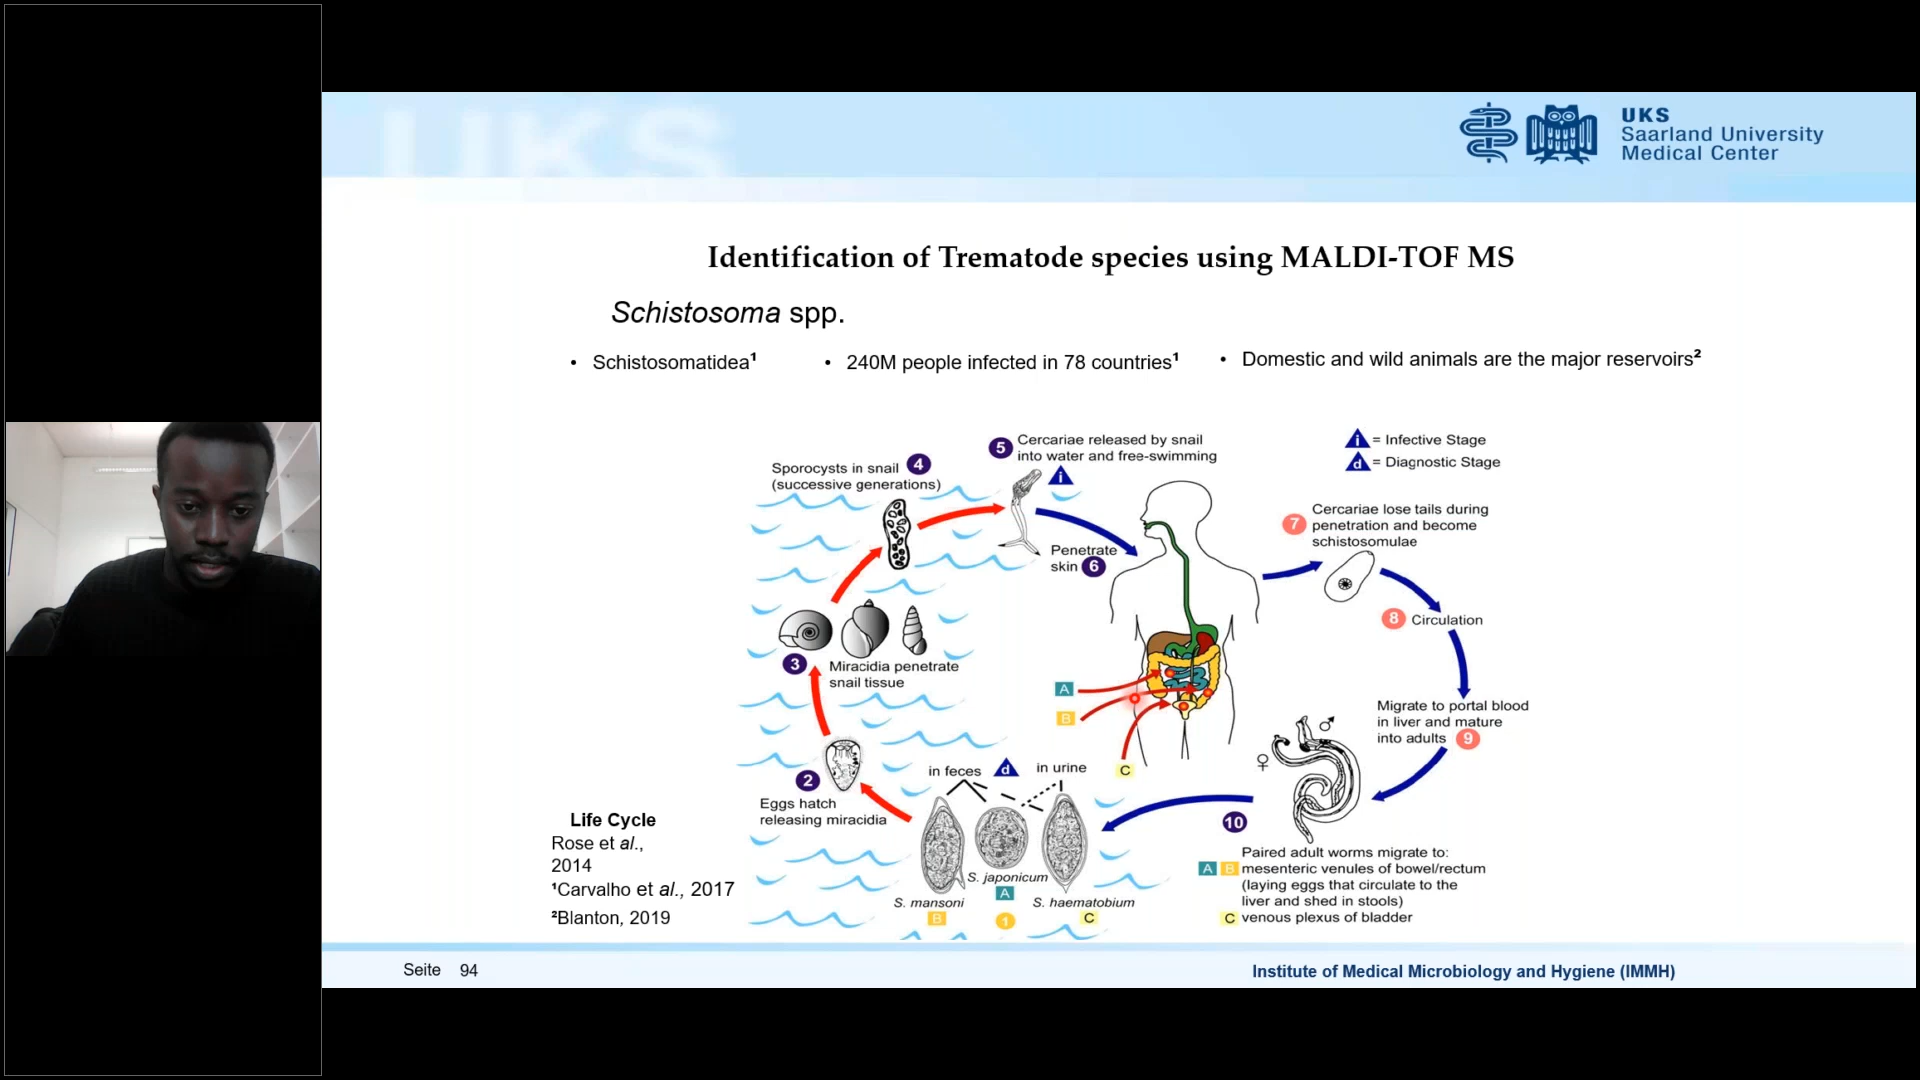 UKS
UKS
Saarland University
Medical Center
Identification of Trematode species using MALDI-TOF MS
Schistosoma spp.
• Schistosomatidea¹
• 240M people infected in 78 countries¹
• Domestic and wild animals are the major reservoirs²
5 Cercariae released by snail
into water and free-swimming
i
i = Infective Stage
d = Diagnostic Stage
Sporocysts in snail 4
(successive generations)
7 Cercariae lose tails during
penetration and become
schistosomulae
Penetrate
skin 6
8 Circulation
3 Miracidia penetrate
snail tissue
A
B
C
Migrate to portal blood
in liver and mature
into adults 9
♂
♀
2
Eggs hatch
releasing miracidia
in feces d in urine
10
Paired adult worms migrate to:
A B mesenteric venules of bowel/rectum
(laying eggs that circulate to the
liver and shed in stools)
C venous plexus of bladder
S. japonicum
A
S. mansoni
B
1
S. haematobium
C
Life Cycle
Rose et al.,
2014
¹Carvalho et al., 2017
²Blanton, 2019
Seite 94
Institute of Medical Microbiology and Hygiene (IMMH)